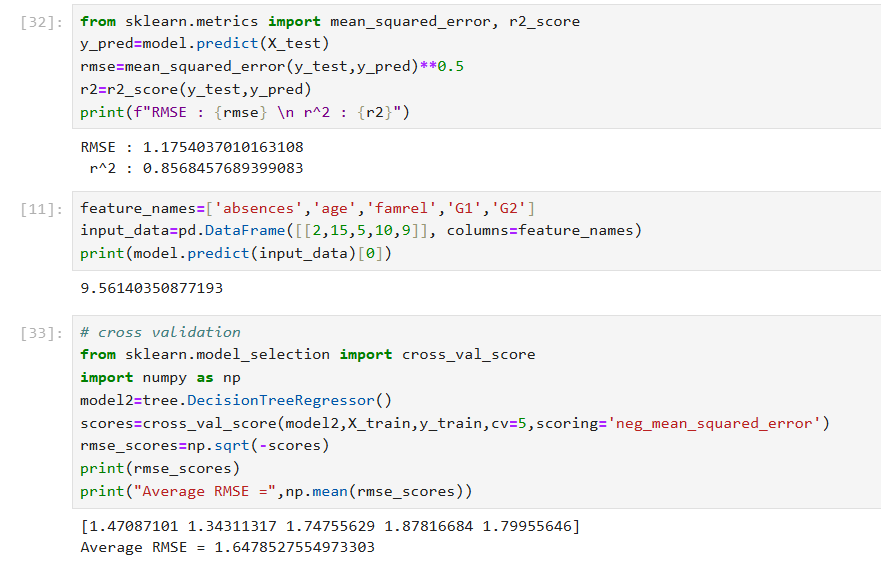 [32]: from sklearn.metrics import mean_squared_error, r2_score
y_pred=model.predict(X_test)
rmse=mean_squared_error(y_test,y_pred)**0.5
r2=r2_score(y_test,y_pred)
print(f"RMSE : {rmse} \n r^2 : {r2}")
RMSE : 1.1754037010163108
 r^2 : 0.8568457689399083
[11]: feature_names=['absences','age','famrel','G1','G2']
input_data=pd.DataFrame([[2,15,5,10,9]], columns=feature_names)
print(model.predict(input_data)[0])
9.56140350877193
[33]: # cross validation
from sklearn.model_selection import cross_val_score
import numpy as np
model2=tree.DecisionTreeRegressor()
scores=cross_val_score(model2,X_train,y_train,cv=5,scoring='neg_mean_squared_error')
rmse_scores=np.sqrt(-scores)
print(rmse_scores)
print("Average RMSE =",np.mean(rmse_scores))
[1.47087101 1.34311317 1.74755629 1.87816684 1.79955646]
Average RMSE = 1.6478527554973303